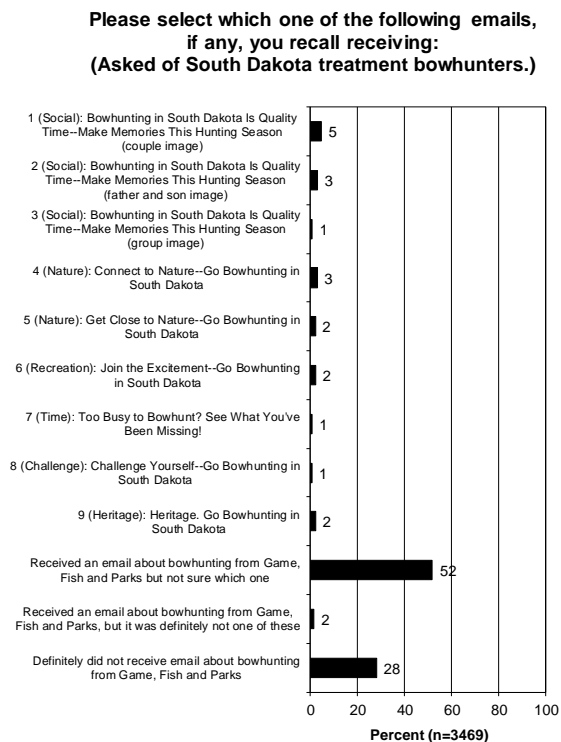 Please select which one of the following emails,
if any, you recall receiving:
(Asked of South Dakota treatment bowhunters.)
1 (Social): Bowhunting in South Dakota Is Quality
Time--Make Memories This Hunting Season
(couple image)
5
2 (Social): Bowhunting in South Dakota Is Quality
Time--Make Memories This Hunting Season
(father and son image)
3
3 (Social): Bowhunting in South Dakota Is Quality
Time--Make Memories This Hunting Season
(group image)
1
4 (Nature): Connect to Nature--Go Bowhunting in
South Dakota
3
5 (Nature): Get Close to Nature--Go Bowhunting in
South Dakota
2
6 (Recreation): Join the Excitement--Go Bowhunting
in South Dakota
2
7 (Time): Too Busy to Bowhunt? See What You've
Been Missing!
1
8 (Challenge): Challenge Yourself--Go Bowhunting in
South Dakota
1
9 (Heritage): Heritage. Go Bowhunting in
South Dakota
2
Received an email about bowhunting from Game,
Fish and Parks but not sure which one
52
Received an email about bowhunting from Game,
Fish and Parks, but it was definitely not one of these
2
Definitely did not receive email about bowhunting
from Game, Fish and Parks
28
0 20 40 60 80 100
Percent (n=3469)